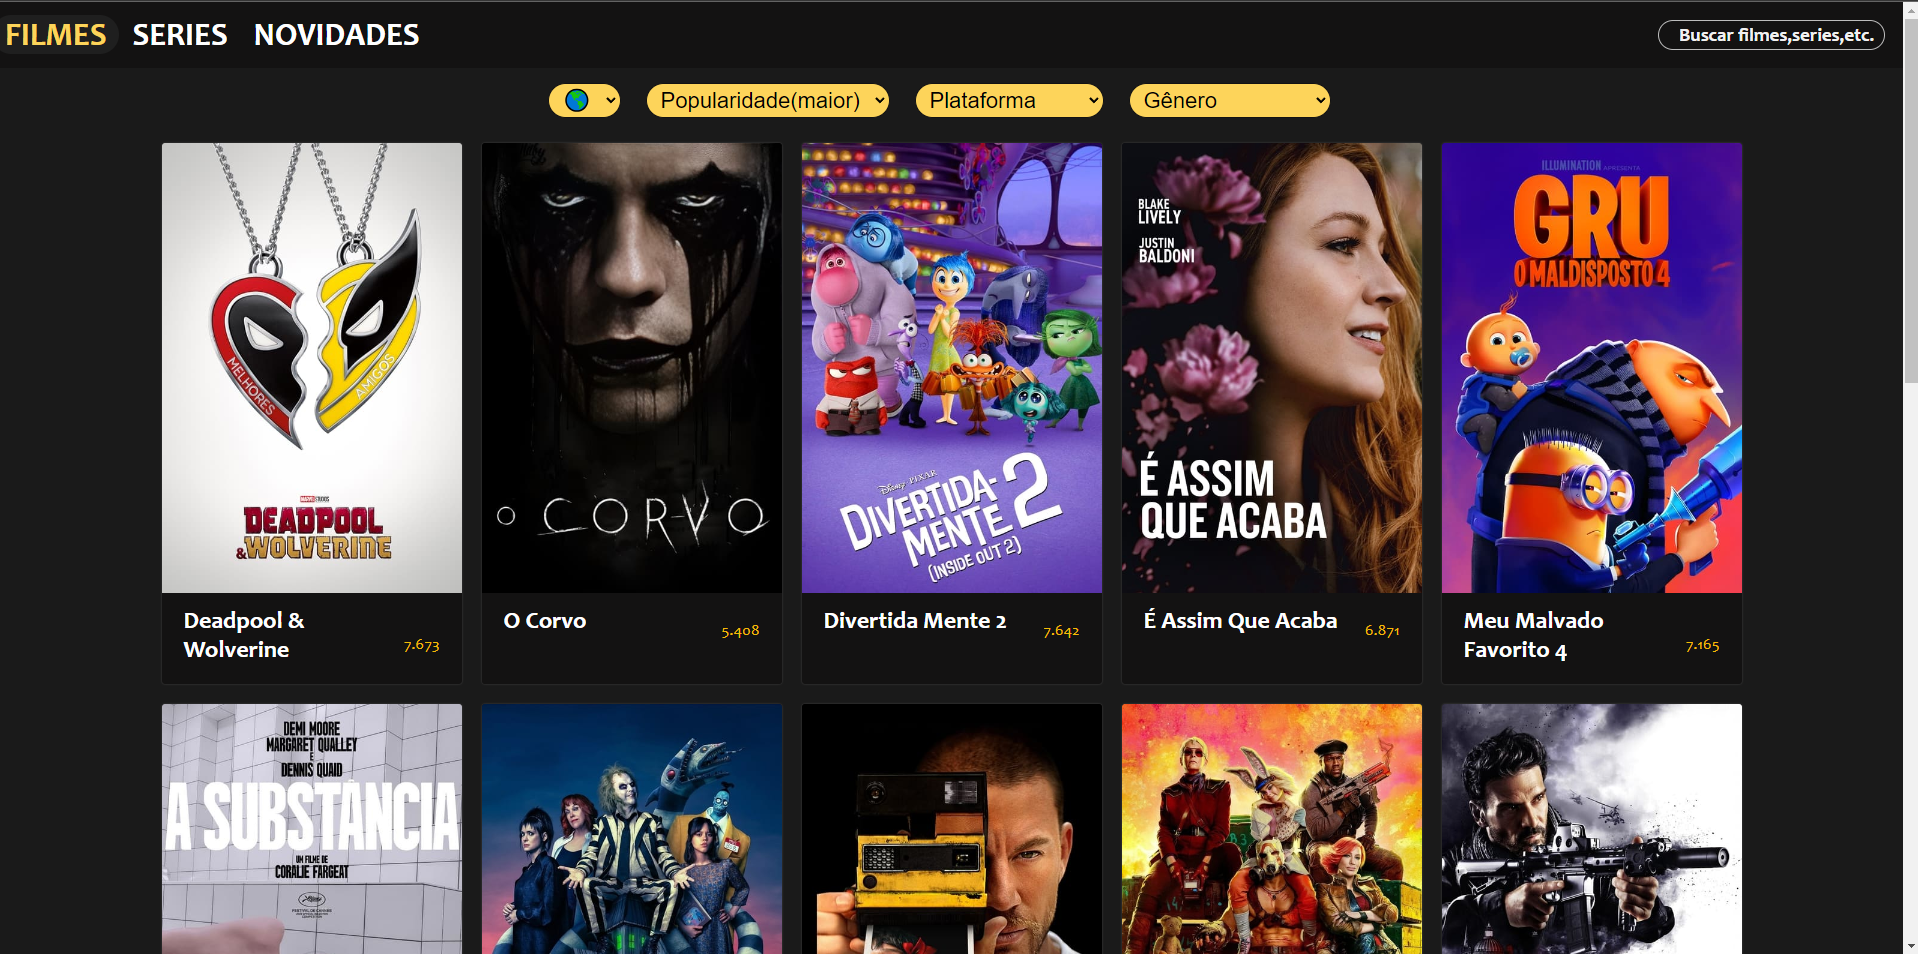 FILMES SERIES NOVIDADES Buscar filmes,series,etc.
Popularidade(maior) Plataforma Gênero
MELHORES
AMIGOS
MARVEL STUDIOS
DEADPOOL
&WOLVERINE
O CORVO
DISNEY PIXAR
DIVERTIDA-
MENTE 2
(INSIDE OUT 2)
BLAKE
LIVELY
JUSTIN
BALDONI
É ASSIM
QUE ACABA
ILLUMINATION APRESENTA
GRU
O MALDISPOSTO 4
Deadpool &
Wolverine
7.673
O Corvo
5.408
Divertida Mente 2
7.642
É Assim Que Acaba
6.871
Meu Malvado
Favorito 4
7.165
DEMI MOORE
MARGARET QUALLEY
E
DENNIS QUAID
A SUBSTÂNCIA
UM FILME DE
CORALIE FARGEAT
FESTIVAL DE CANNES